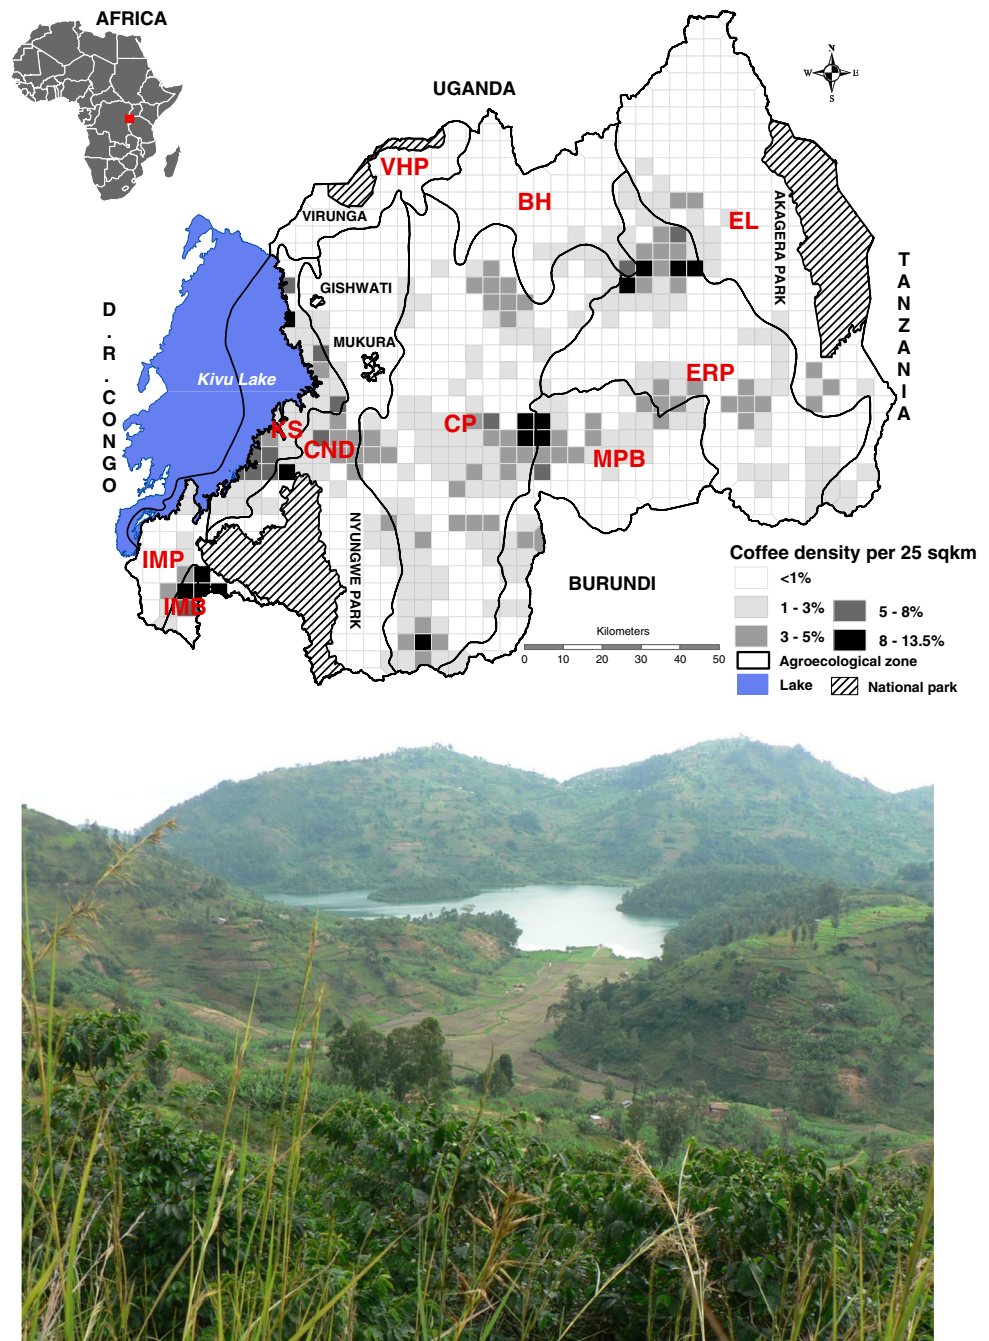 AFRICA
UGANDA
N
W E
S
VHP
VIRUNGA
BH
EL
AKAGERA PARK
TANZANIA
D.R.CONGO
GISHWATI
MUKURA
Kivu Lake
ERP
KS
CND
CP
MPB
NYUNGWE PARK
IMP
IMB
BURUNDI
Coffee density per 25 sqkm
<1%
1 - 3% 5 - 8%
3 - 5% 8 - 13.5%
Agroecological zone
Lake National park
Kilometers
0 10 20 30 40 50